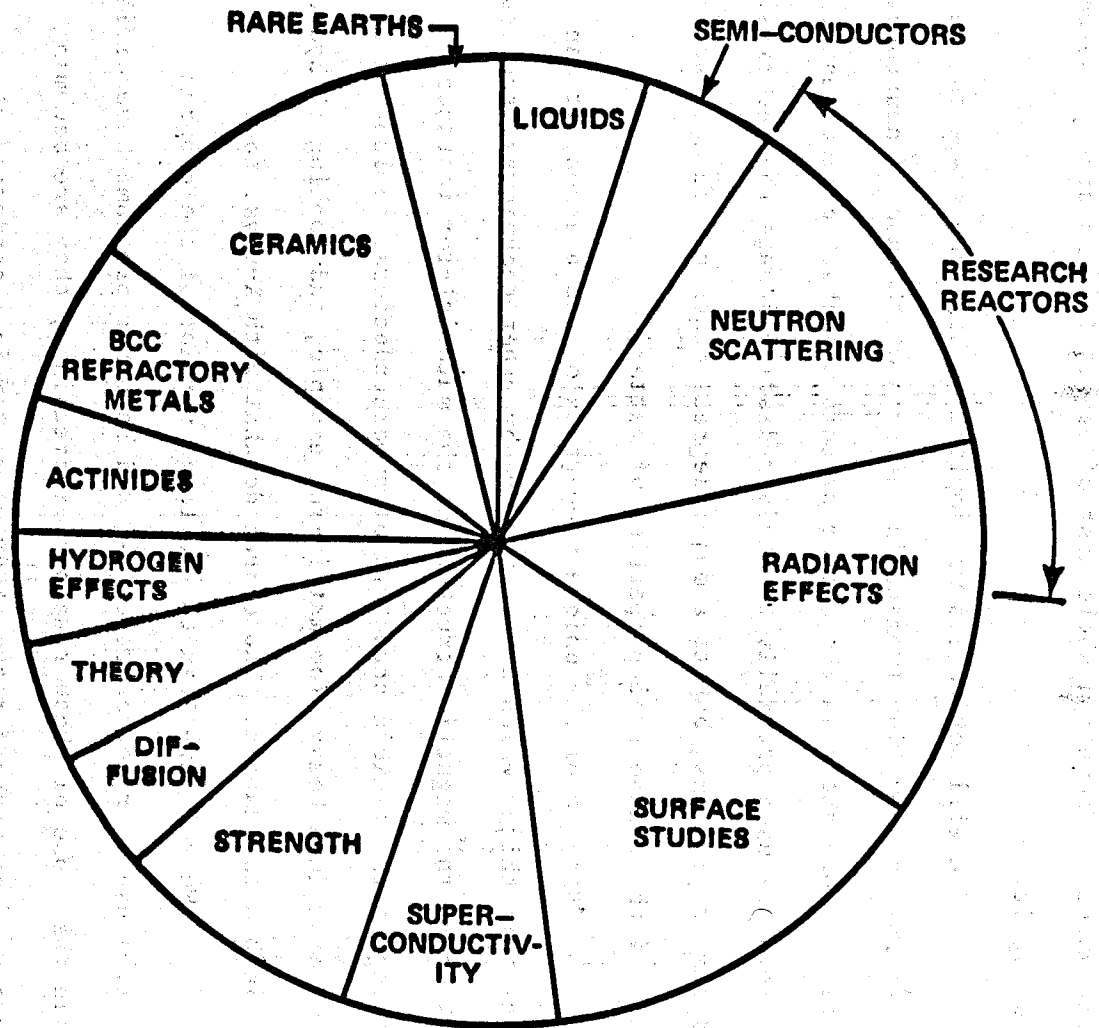 RARE EARTHS
SEMI–CONDUCTORS
LIQUIDS
CERAMICS
RESEARCH
REACTORS
NEUTRON
SCATTERING
BCC
REFRACTORY
METALS
ACTINIDES
HYDROGEN
EFFECTS
RADIATION
EFFECTS
THEORY
DIF–
FUSION
SURFACE
STUDIES
STRENGTH
SUPER–
CONDUCTIV-
ITY